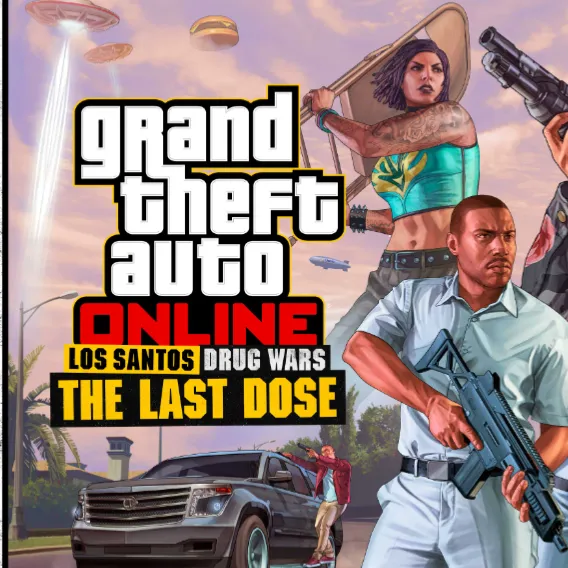 grand
theft
auto
ONLINE
LOS SANTOS DRUG WARS
THE LAST DOSE